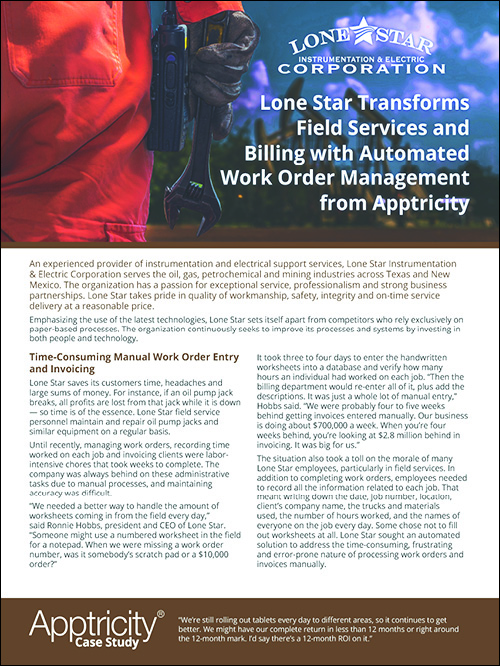 LONE STAR
INSTRUMENTATION & ELECTRIC
CORPORATION
Lone Star Transforms
Field Services and
Billing with Automated
Work Order Management
from Apptricity
An experienced provider of instrumentation and electrical support services, Lone Star Instrumentation
& Electric Corporation serves the oil, gas, petrochemical and mining industries across Texas and New
Mexico. The organization has a passion for exceptional service, professionalism and strong business
partnerships. Lone Star takes pride in quality of workmanship, safety, integrity and on-time service
delivery at a reasonable price.
Emphasizing the use of the latest technologies, Lone Star sets itself apart from competitors who rely exclusively on
paper-based processes. The organization continuously seeks to improve its processes and systems by investing in
both people and technology.
Time-Consuming Manual Work Order Entry
and Invoicing
Lone Star saves its customers time, headaches and
large sums of money. For instance, if an oil pump jack
breaks, all profits are lost from that jack while it is down
— so time is of the essence. Lone Star field service
personnel maintain and repair oil pump jacks and
similar equipment on a regular basis.
Until recently, managing work orders, recording time
worked on each job and invoicing clients were labor-
intensive chores that took weeks to complete. The
company was always behind on these administrative
tasks due to manual processes, and maintaining
accuracy was difficult.
"We needed a better way to handle the amount of
worksheets coming in from the field every day,"
said Ronnie Hobbs, president and CEO of Lone Star.
"Someone might use a numbered worksheet in the field
for a notepad. When we were missing a work order
number, was it somebody's scratch pad or a $10,000
order?"
It took three to four days to enter the handwritten
worksheets into a database and verify how many
hours an individual had worked on each job. "Then the
billing department would re-enter all of it, plus add the
descriptions. It was just a whole lot of manual entry,"
Hobbs said. "We were probably four to five weeks
behind getting invoices entered manually. Our business
is doing about $700,000 a week. When you're four
weeks behind, you're looking at $2.8 million behind in
invoicing. It was big for us."
The situation also took a toll on the morale of many
Lone Star employees, particularly in field services. In
addition to completing work orders, employees needed
to record all the information related to each job. That
meant writing down the date, job number, location,
client's company name, the trucks and materials
used, the number of hours worked, and the names of
everyone on the job every day. Some chose not to fill
out worksheets at all. Lone Star sought an automated
solution to address the time-consuming, frustrating
and error-prone nature of processing work orders and
invoices manually.
Apptricity®
Case Study
"We're still rolling out tablets every day to different areas, so it continues to get
better. We might have our complete return in less than 12 months or right around
the 12-month mark. I'd say there's a 12-month ROI on it."